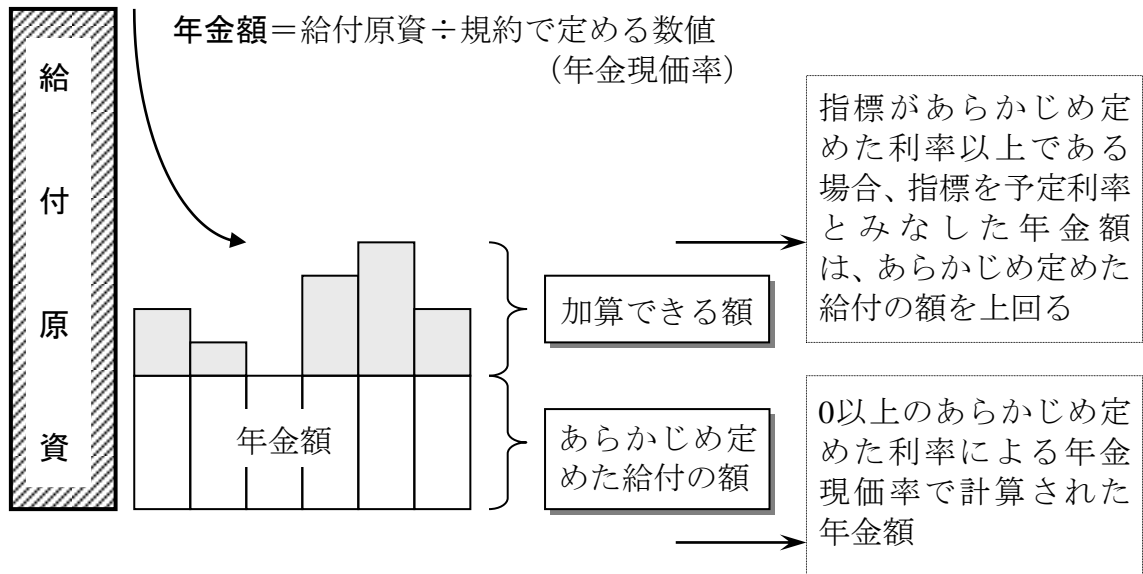 給付原資
年金額＝給付原資÷規約で定める数値
（年金現価率）
指標があらかじめ定
めた利率以上である
場合、指標を予定利率
とみなした年金額
は、あらかじめ定めた
給付の額を上回る
加算できる額
年金額
あらかじめ定
めた給付の額
0以上のあらかじめ定
めた利率による年金
現価率で計算された
年金額